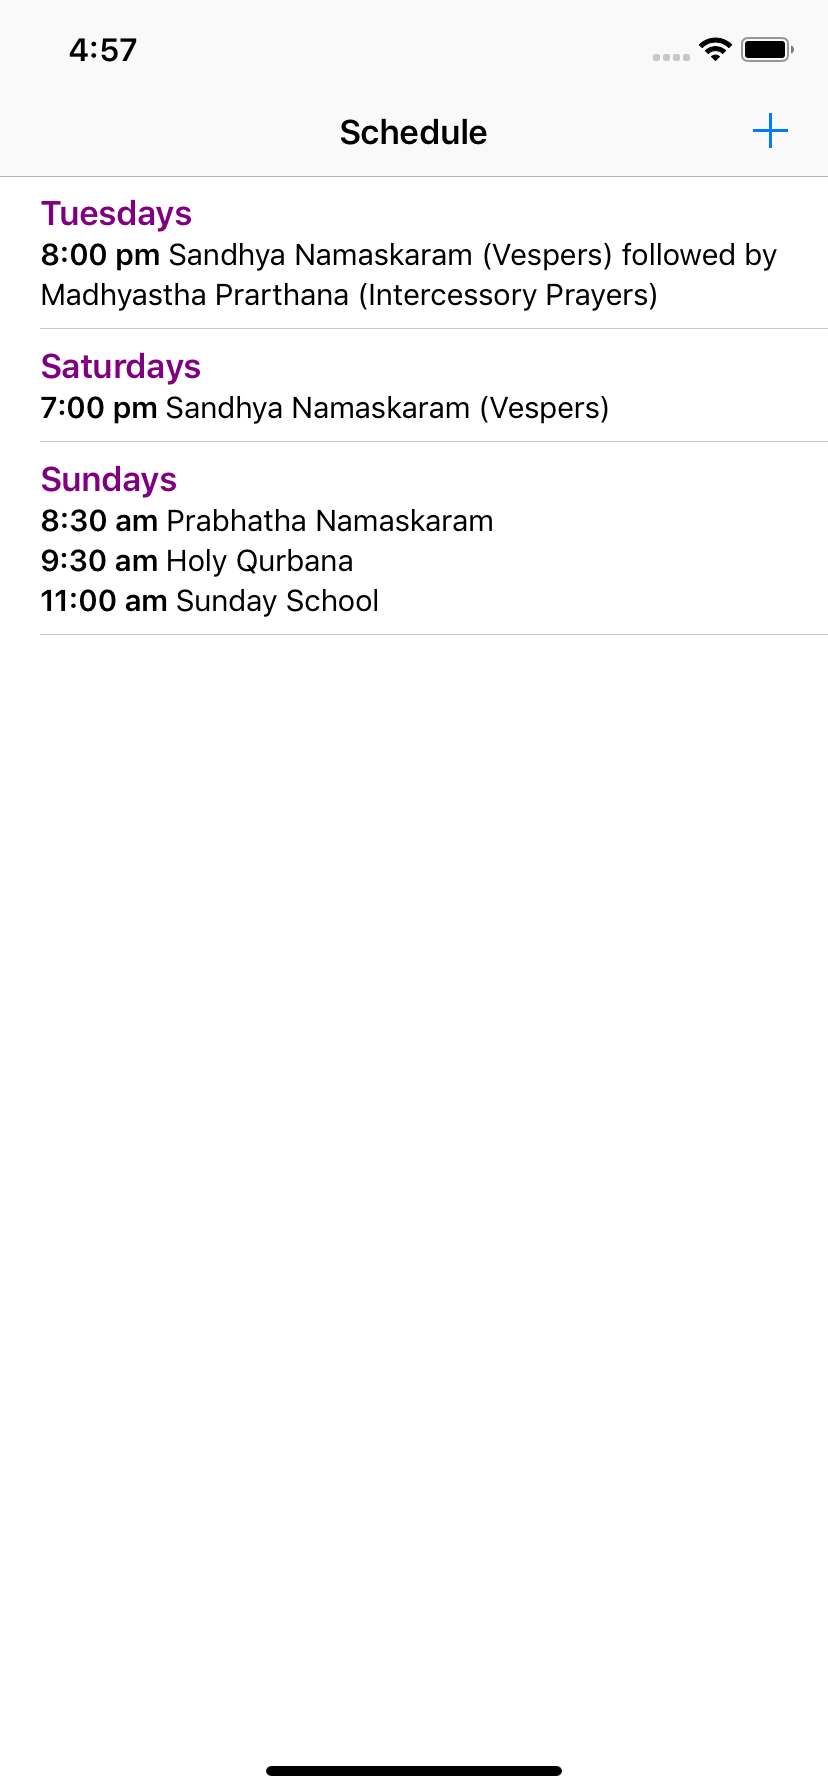 4:57
Schedule
Tuesdays
8:00 pm Sandhya Namaskaram (Vespers) followed by
Madhyastha Prarthana (Intercessory Prayers)
Saturdays
7:00 pm Sandhya Namaskaram (Vespers)
Sundays
8:30 am Prabhatha Namaskaram
9:30 am Holy Qurbana
11:00 am Sunday School